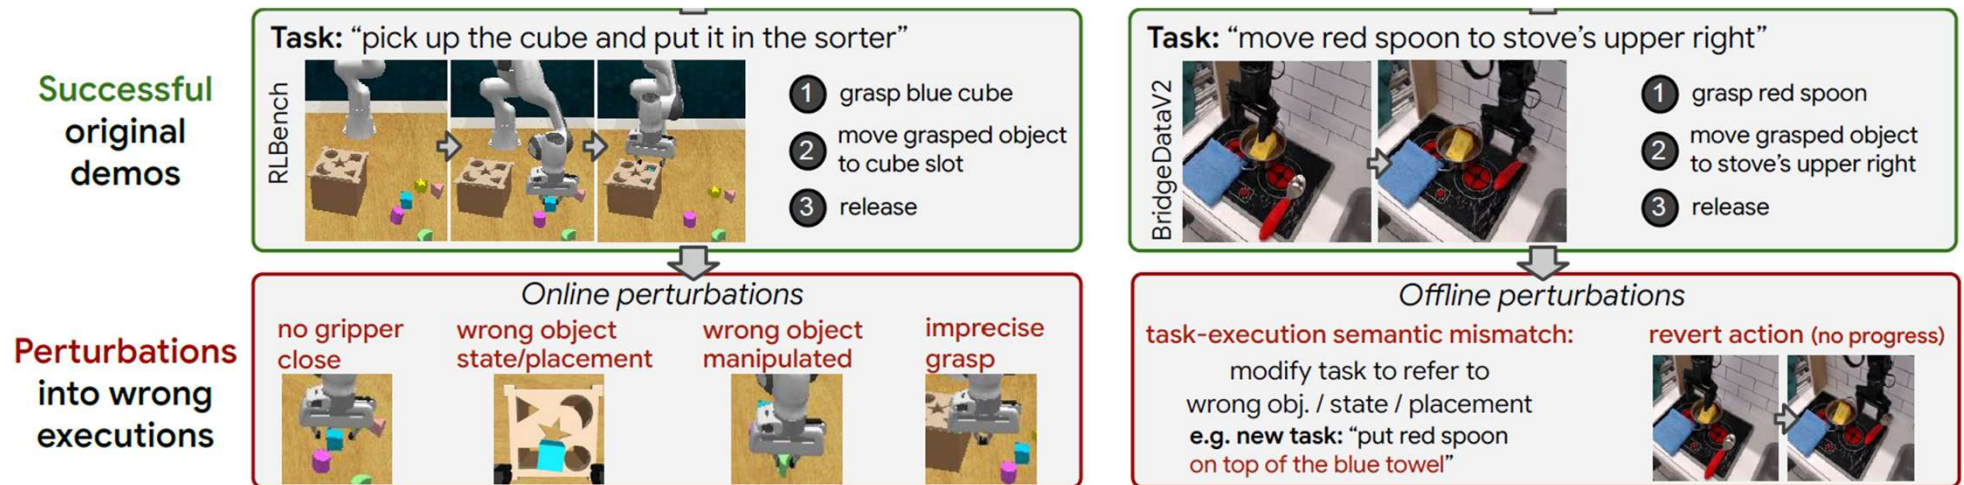 Successful
original
demos
Task: “pick up the cube and put it in the sorter”
RLBench
1 grasp blue cube
2 move grasped object
to cube slot
3 release
Task: “move red spoon to stove’s upper right”
BridgeDataV2
1 grasp red spoon
2 move grasped object
to stove’s upper right
3 release
Perturbations
into wrong
executions
Online perturbations
no gripper
close
wrong object
state/placement
wrong object
manipulated
imprecise
grasp
Offline perturbations
task-execution semantic mismatch:
modify task to refer to
wrong obj. / state / placement
e.g. new task: “put red spoon
on top of the blue towel”
revert action (no progress)